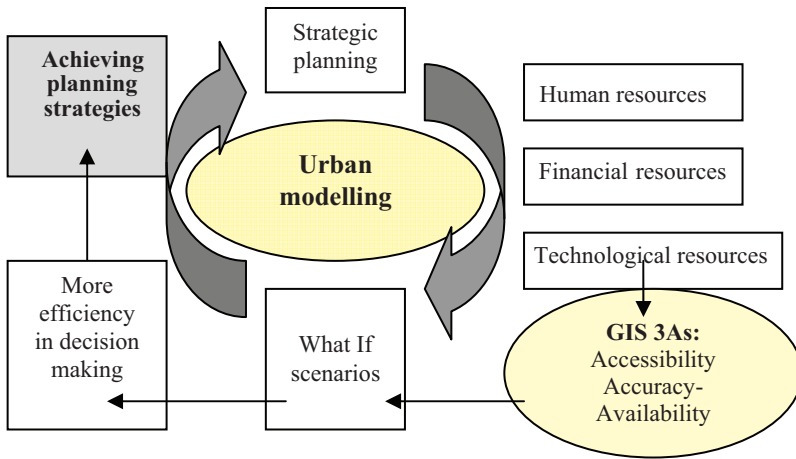 Achieving
planning
strategies
Strategic
planning
Human resources
Urban
modelling
Financial resources
Technological resources
More
efficiency
in decision
making
What If
scenarios
GIS 3As:
Accessibility
Accuracy-
Availability